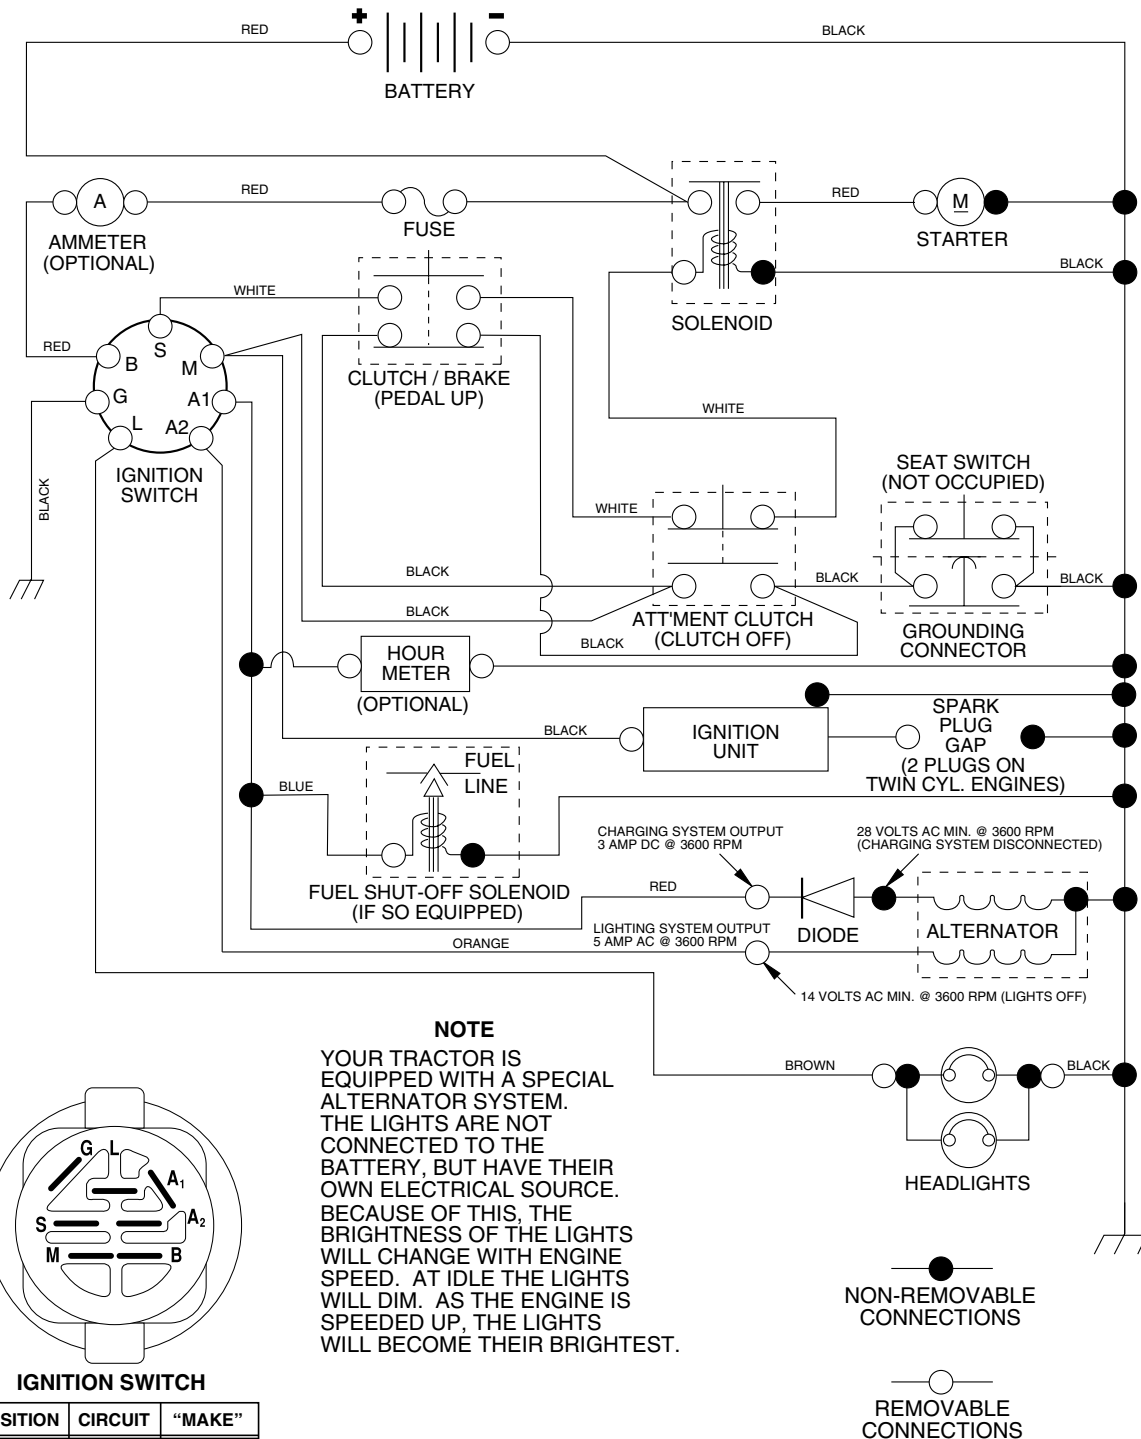 RED
+
−
BLACK
BATTERY
A
RED
FUSE
RED
M
STARTER
AMMETER
(OPTIONAL)
BLACK
WHITE
SOLENOID
RED
S
B
M
G
A1
L
A2
CLUTCH / BRAKE
(PEDAL UP)
WHITE
IGNITION
SWITCH
BLACK
SEAT SWITCH
(NOT OCCUPIED)
WHITE
BLACK
BLACK
BLACK
BLACK
ATT'MENT CLUTCH
(CLUTCH OFF)
BLACK
GROUNDING
CONNECTOR
HOUR
METER
(OPTIONAL)
BLACK
IGNITION
UNIT
SPARK
PLUG
GAP
(2 PLUGS ON
TWIN CYL. ENGINES)
FUEL
LINE
BLUE
FUEL SHUT-OFF SOLENOID
(IF SO EQUIPPED)
CHARGING SYSTEM OUTPUT
3 AMP DC @ 3600 RPM
28 VOLTS AC MIN. @ 3600 RPM
(CHARGING SYSTEM DISCONNECTED)
RED
DIODE
ALTERNATOR
LIGHTING SYSTEM OUTPUT
5 AMP AC @ 3600 RPM
ORANGE
14 VOLTS AC MIN. @ 3600 RPM (LIGHTS OFF)
NOTE
YOUR TRACTOR IS
EQUIPPED WITH A SPECIAL
ALTERNATOR SYSTEM.
THE LIGHTS ARE NOT
CONNECTED TO THE
BATTERY, BUT HAVE THEIR
OWN ELECTRICAL SOURCE.
BECAUSE OF THIS, THE
BRIGHTNESS OF THE LIGHTS
WILL CHANGE WITH ENGINE
SPEED. AT IDLE THE LIGHTS
WILL DIM. AS THE ENGINE IS
SPEEDED UP, THE LIGHTS
WILL BECOME THEIR BRIGHTEST.
BROWN
BLACK
HEADLIGHTS
G
L
A1
S
A2
M
B
IGNITION SWITCH
NON-REMOVABLE
CONNECTIONS
REMOVABLE
CONNECTIONS
SITION CIRCUIT “MAKE”